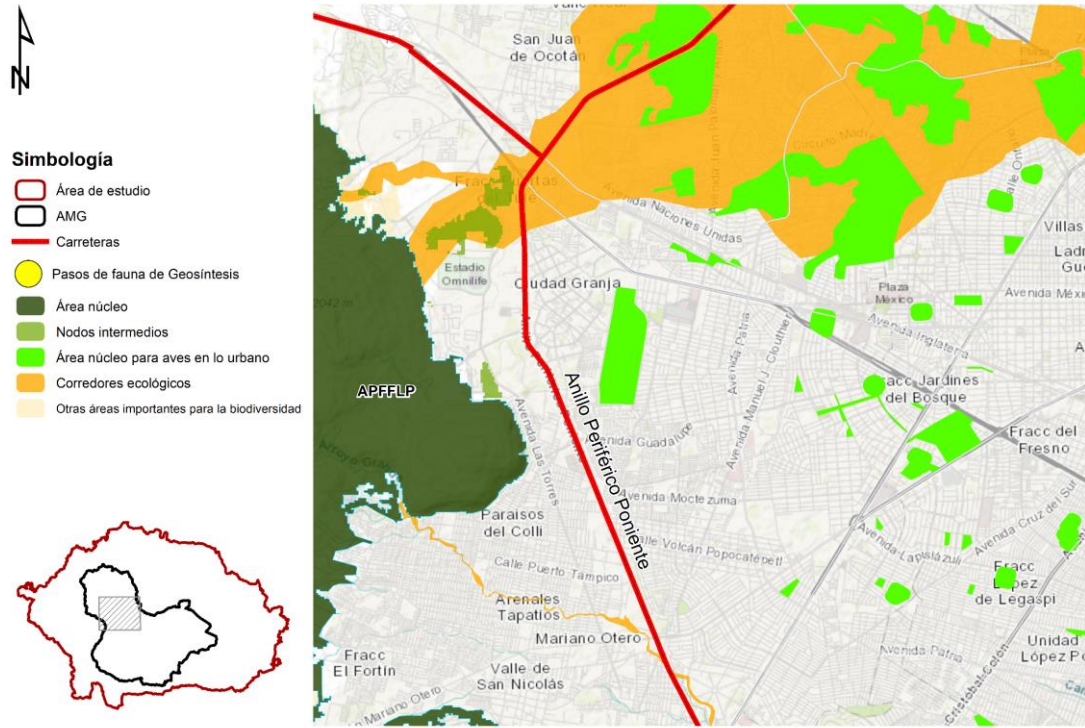 N
Simbología
Área de estudio
AMG
Carreteras
Pasos de fauna de Geosíntesis
Área núcleo
Nodos intermedios
Área núcleo para aves en lo urbano
Corredores ecológicos
Otras áreas importantes para la biodiversidad
San Juan
de Ocotán
Avenida Naciones Unidas
Villas
Estadio
Omnilife
Ciudad Granja
Plaza
México
Avenida México
Avenida Inglaterra
Avenida Patria
Avenida Manuel J. Clouthier
APFFLP
Anillo Periférico Poniente
Jardines
del Bosque
Fracc del
Fresno
Avenida Las Torres
Avenida Guadalupe
Avenida Moctezuma
Paraisos
del Colli
Calle Volcán Popocatépetl
Calle Puerto Tampico
Avenida Cruz del Sur
Avenida Lapislázuli
Fracc
López
de Legaspi
Arenales
Tapatíos
Mariano Otero
Unidad
Avenida Patria
Cristóbal Colón
Fracc
El Fortín
Valle de
San Nicolás
Mariano Otero